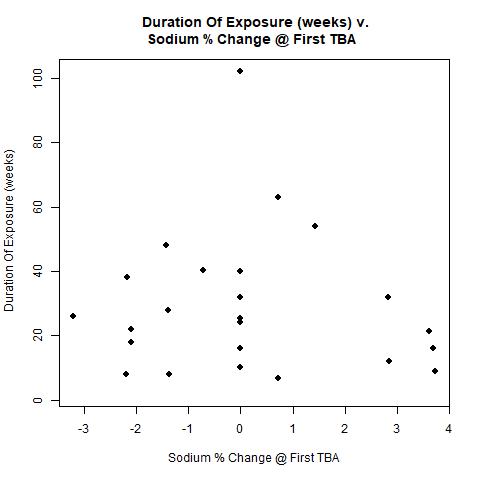 Duration Of Exposure (weeks) v.
Sodium % Change @ First TBA
Duration Of Exposure (weeks)
100
80
60
40
20
0
-3 -2 -1 0 1 2 3 4
Sodium % Change @ First TBA